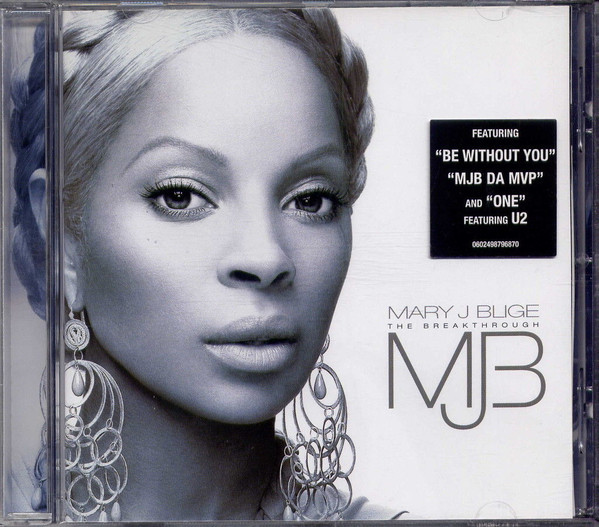 FEATURING
“BE WITHOUT YOU”
“MJB DA MVP”
AND “ONE”
FEATURING U2
0602498796870
MARY J BLIGE
THE BREAKTHROUGH
MJB